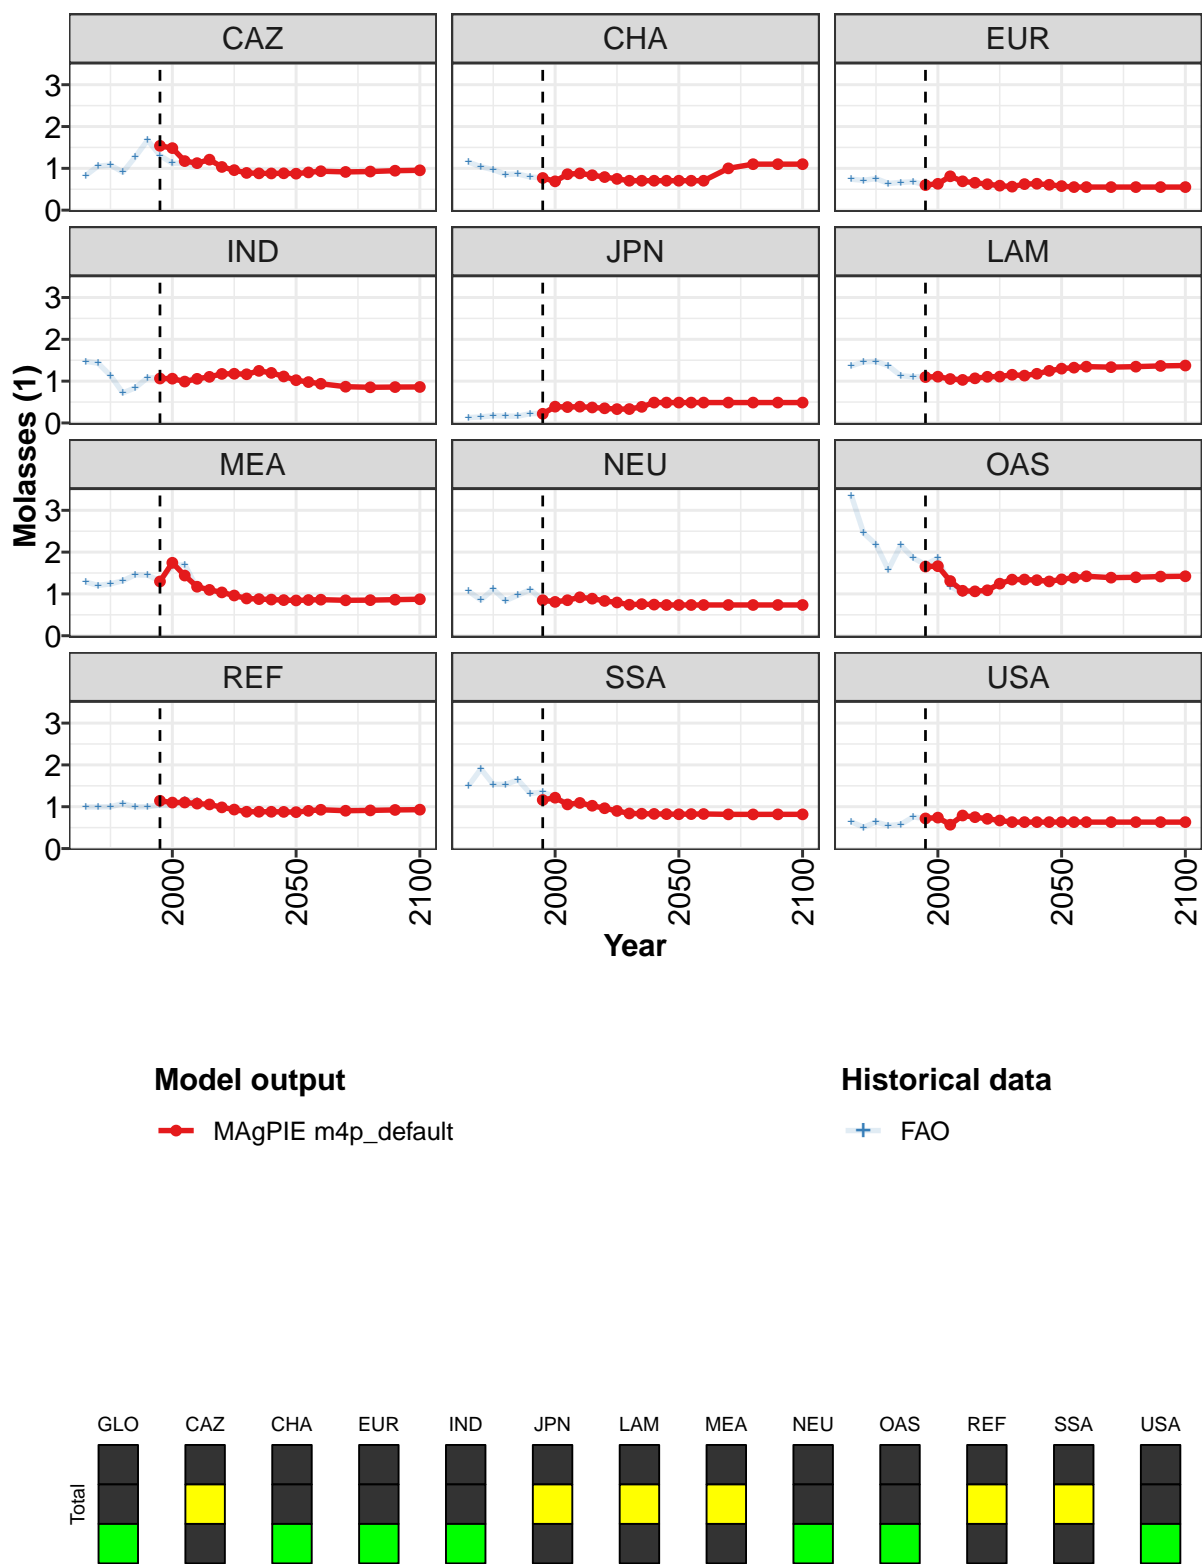 CAZ CHA EUR
3
2
1
0
IND JPN LAM
3
2
1
0
MEA NEU OAS
3
2
1
0
REF SSA USA
3
2
1
0
Molasses (1)
2000 2050 2100 2000 2050 2100 2000 2050 2100
Year
Model output Historical data
MAgPIE m4p_default FAO
GLO CAZ CHA EUR IND JPN LAM MEA NEU OAS REF SSA USA
Total